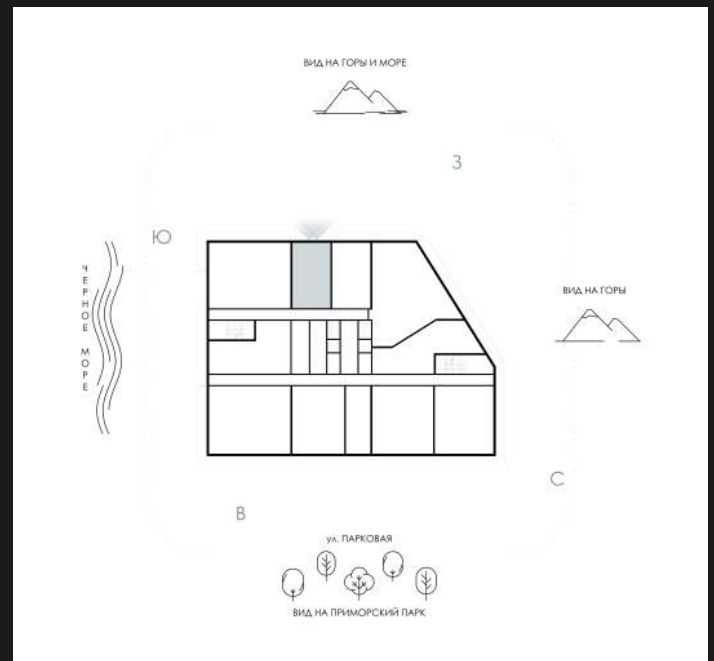 ВИД НА ГОРЫ И МОРЕ
З
Ю
ЧЕРНОЕ МОРЕ
ВИД НА ГОРЫ
С
В
ул. ПАРКОВАЯ
ВИД НА ПРИМОРСКИЙ ПАРК